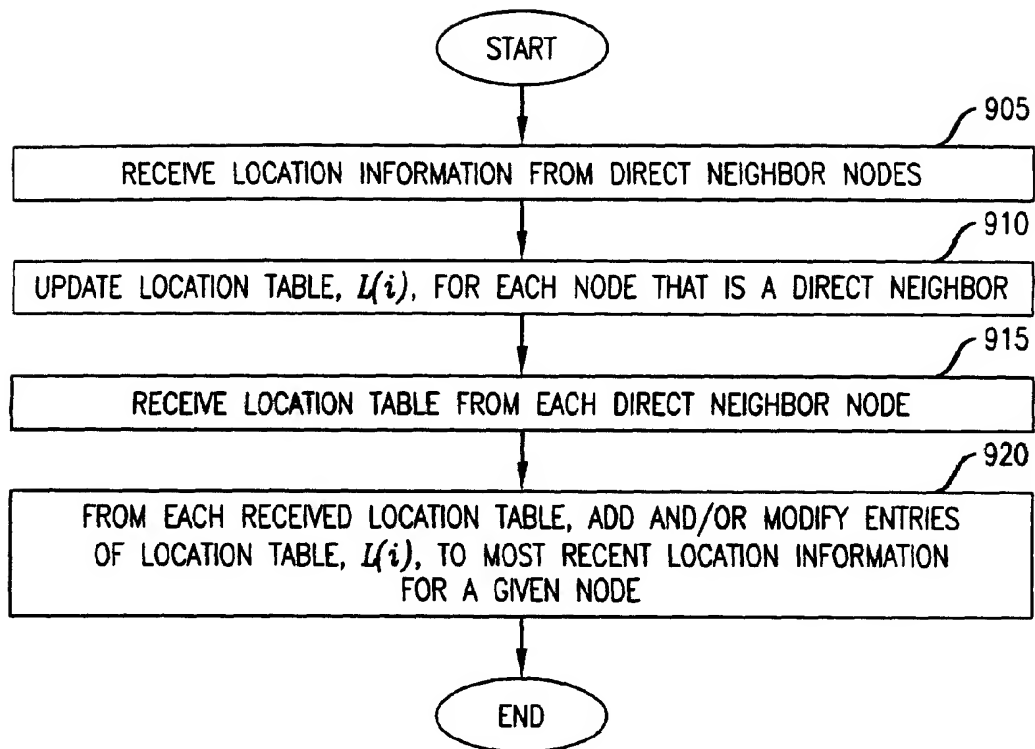 START
905
RECEIVE LOCATION INFORMATION FROM DIRECT NEIGHBOR NODES
910
UPDATE LOCATION TABLE, L(i), FOR EACH NODE THAT IS A DIRECT NEIGHBOR
915
RECEIVE LOCATION TABLE FROM EACH DIRECT NEIGHBOR NODE
920
FROM EACH RECEIVED LOCATION TABLE, ADD AND/OR MODIFY ENTRIES
OF LOCATION TABLE, L(i), TO MOST RECENT LOCATION INFORMATION
FOR A GIVEN NODE
END